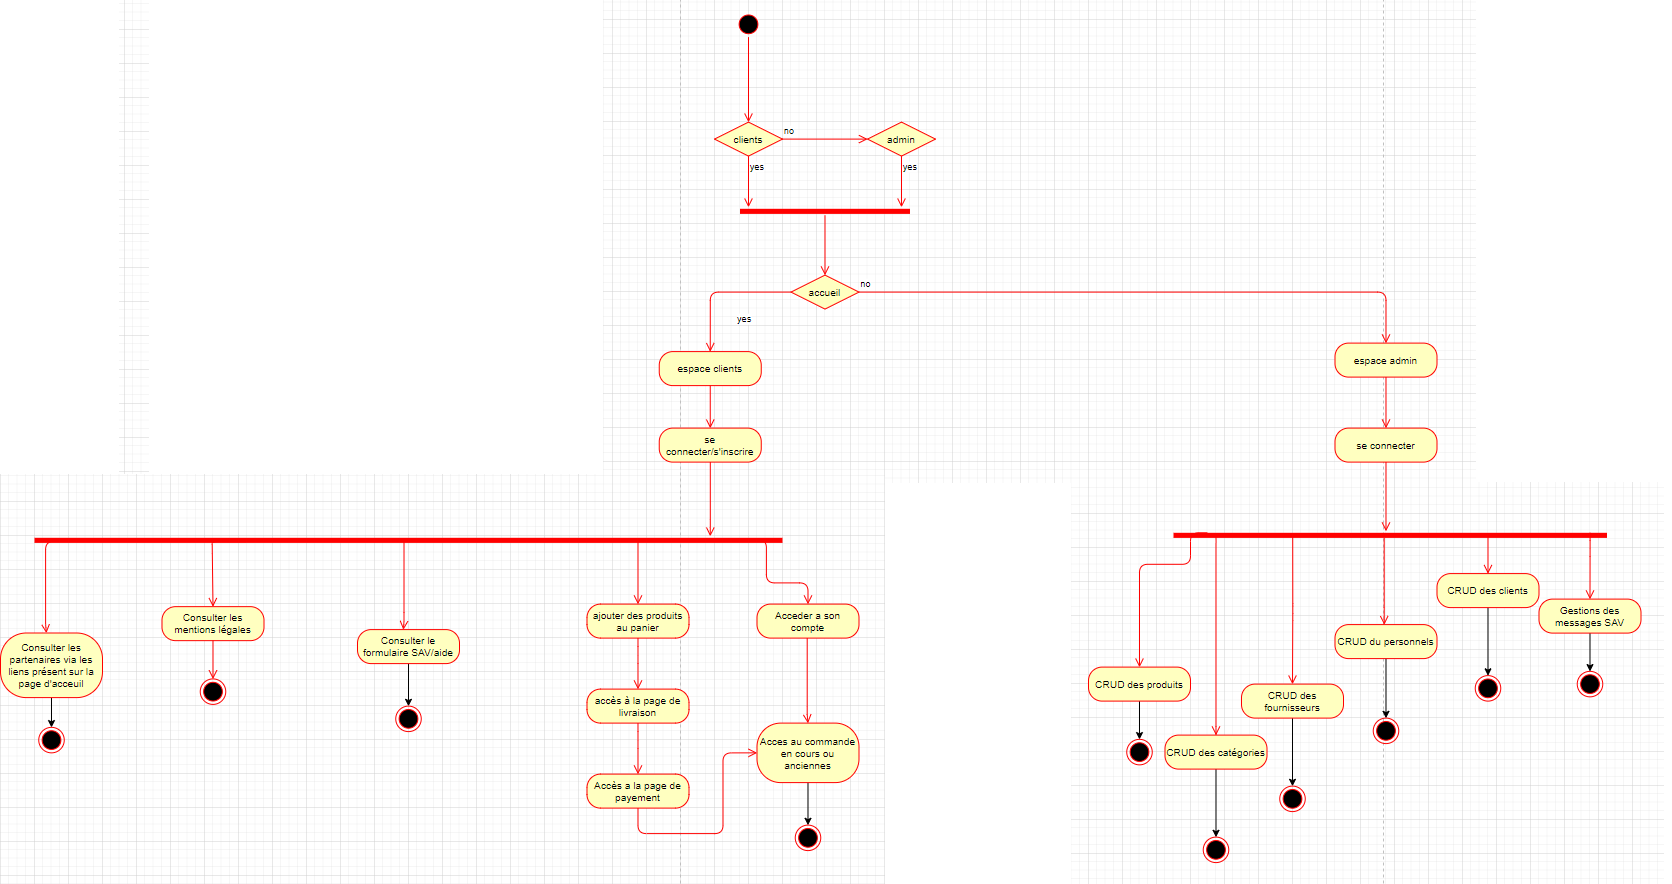 clients
no
admin
yes
yes
accueil
no
yes
espace clients
espace admin
se
connecter/s'inscrire
se connecter
Consulter les
partenaires via les
liens présent sur la
page d'acceuil
Consulter les
mentions légales
Consulter le
formulaire SAV/aide
ajouter des produits
au panier
Acceder a son
compte
accès à la page de
livraison
Accès a la page de
payement
Acces au commande
en cours ou
anciennes
CRUD des produits
CRUD des catégories
CRUD des
fournisseurs
CRUD du personnels
CRUD des clients
Gestions des
messages SAV